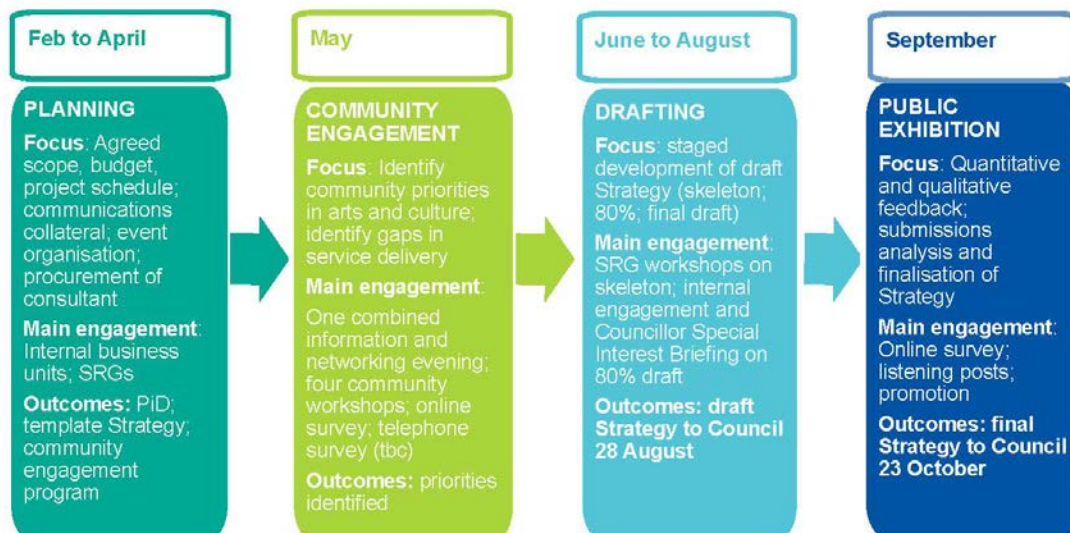 Feb to April
PLANNING
Focus: Agreed
scope, budget,
project schedule;
communications
collateral; event
organisation;
procurement of
consultant
Main engagement:
Internal business
units; SRGs
Outcomes: PiD;
template Strategy;
community
engagement
program
May
COMMUNITY
ENGAGEMENT
Focus: Identify
community priorities
in arts and culture;
identify gaps in
service delivery
Main engagement:
One combined
information and
networking evening;
four community
workshops; online
survey; telephone
survey (tbc)
Outcomes: priorities
identified
June to August
DRAFTING
Focus: staged
development of draft
Strategy (skeleton;
80%; final draft)
Main engagement:
SRG workshops on
skeleton; internal
engagement and
Councillor Special
Interest Briefing on
80% draft
Outcomes: draft
Strategy to Council
28 August
September
PUBLIC
EXHIBITION
Focus: Quantitative
and qualitative
feedback;
submissions
analysis and
finalisation of
Strategy
Main engagement:
Online survey;
listening posts;
promotion
Outcomes: final
Strategy to Council
23 October